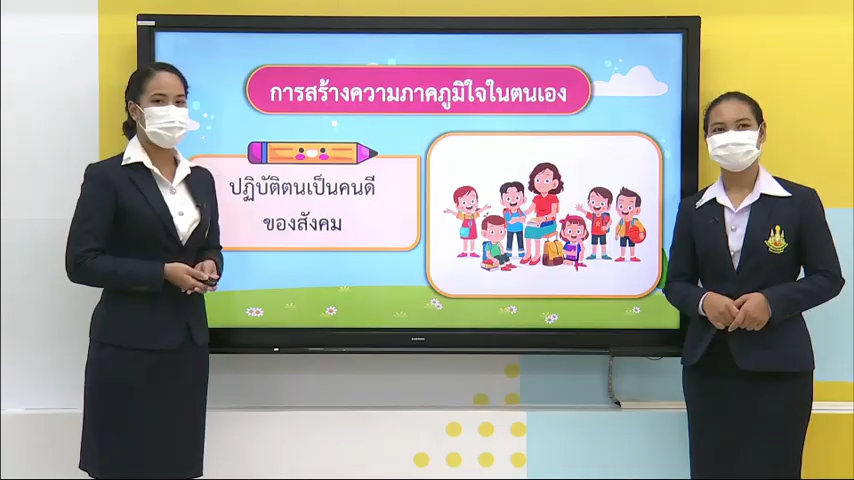 การสร้างความภาคภูมิใจในตนเอง
ปฏิบัติตนเป็นคนดี
ของสังคม